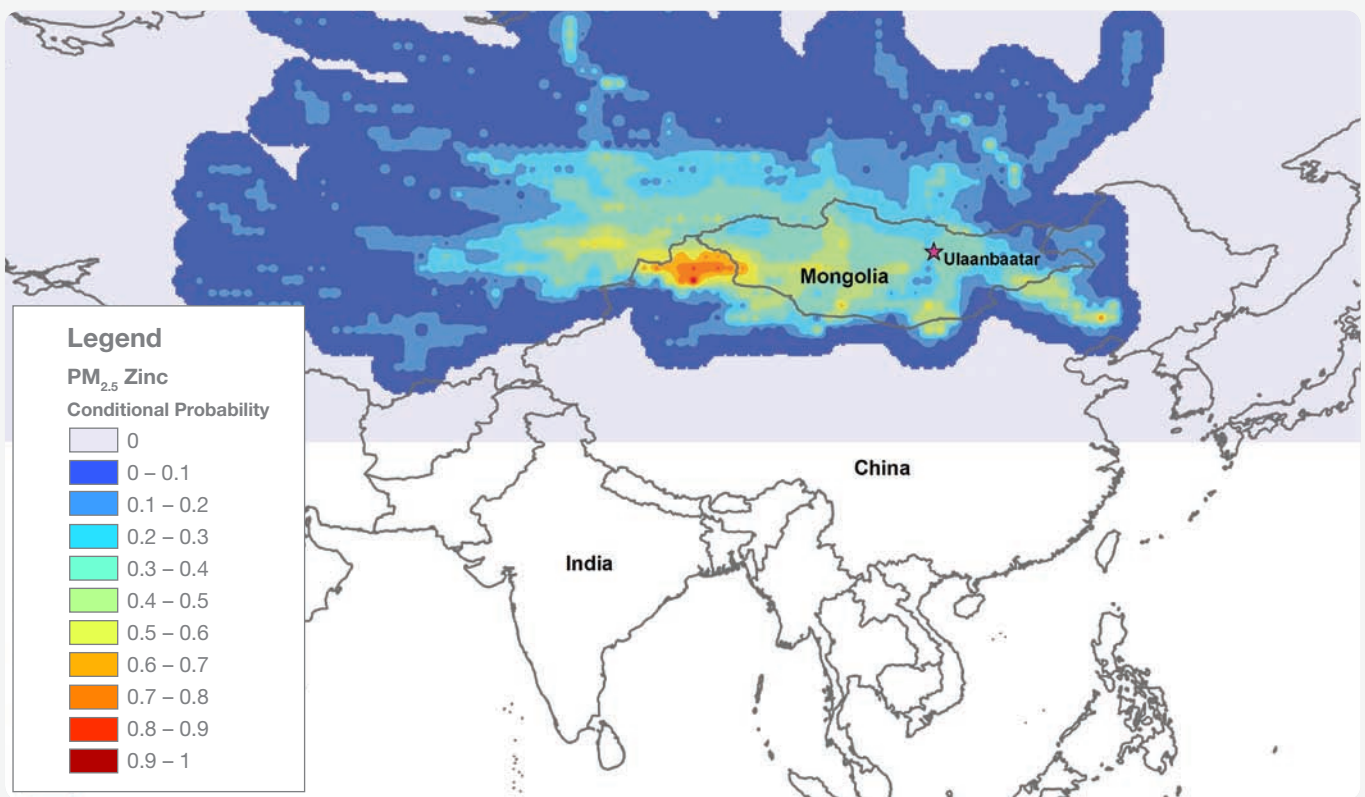 Ulaanbaatar
Mongolia
China
India
Legend
PM2.5 Zinc
Conditional Probability
0
0 – 0.1
0.1 – 0.2
0.2 – 0.3
0.3 – 0.4
0.4 – 0.5
0.5 – 0.6
0.6 – 0.7
0.7 – 0.8
0.8 – 0.9
0.9 – 1